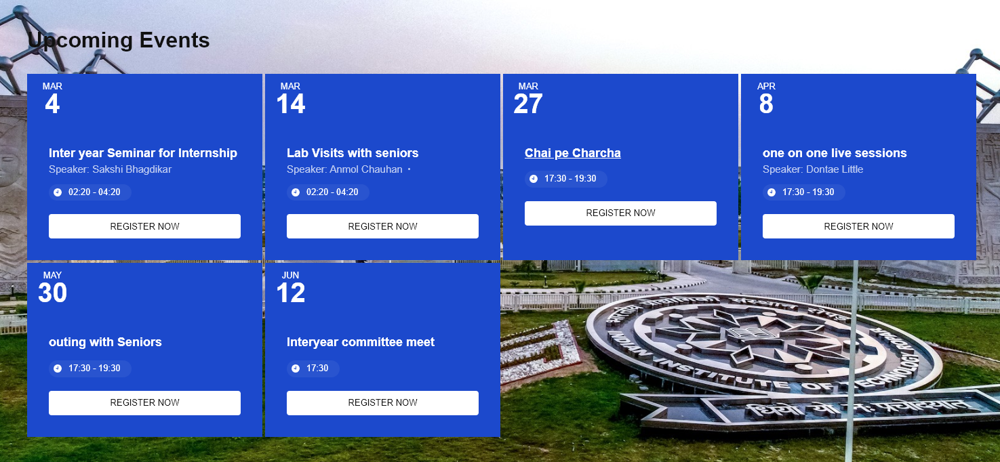 Upcoming Events
MAR
4
Inter year Seminar for Internship
Speaker: Sakshi Bhagdikar
02:20 - 04:20
REGISTER NOW
MAR
14
Lab Visits with seniors
Speaker: Anmol Chauhan •
02:20 - 04:20
REGISTER NOW
MAR
27
Chai pe Charcha
17:30 - 19:30
REGISTER NOW
APR
8
one on one live sessions
Speaker: Dontae Little
17:30 - 19:30
REGISTER NOW
MAY
30
outing with Seniors
17:30 - 19:30
REGISTER NOW
JUN
12
Interyear committee meet
17:30
REGISTER NOW
भारतीय प्रौद्योगिकी संस्थान रोपड़
INDIAN INSTITUTE OF TECHNOLOGY ROPAR
धियो यो नः प्रचोदयात्